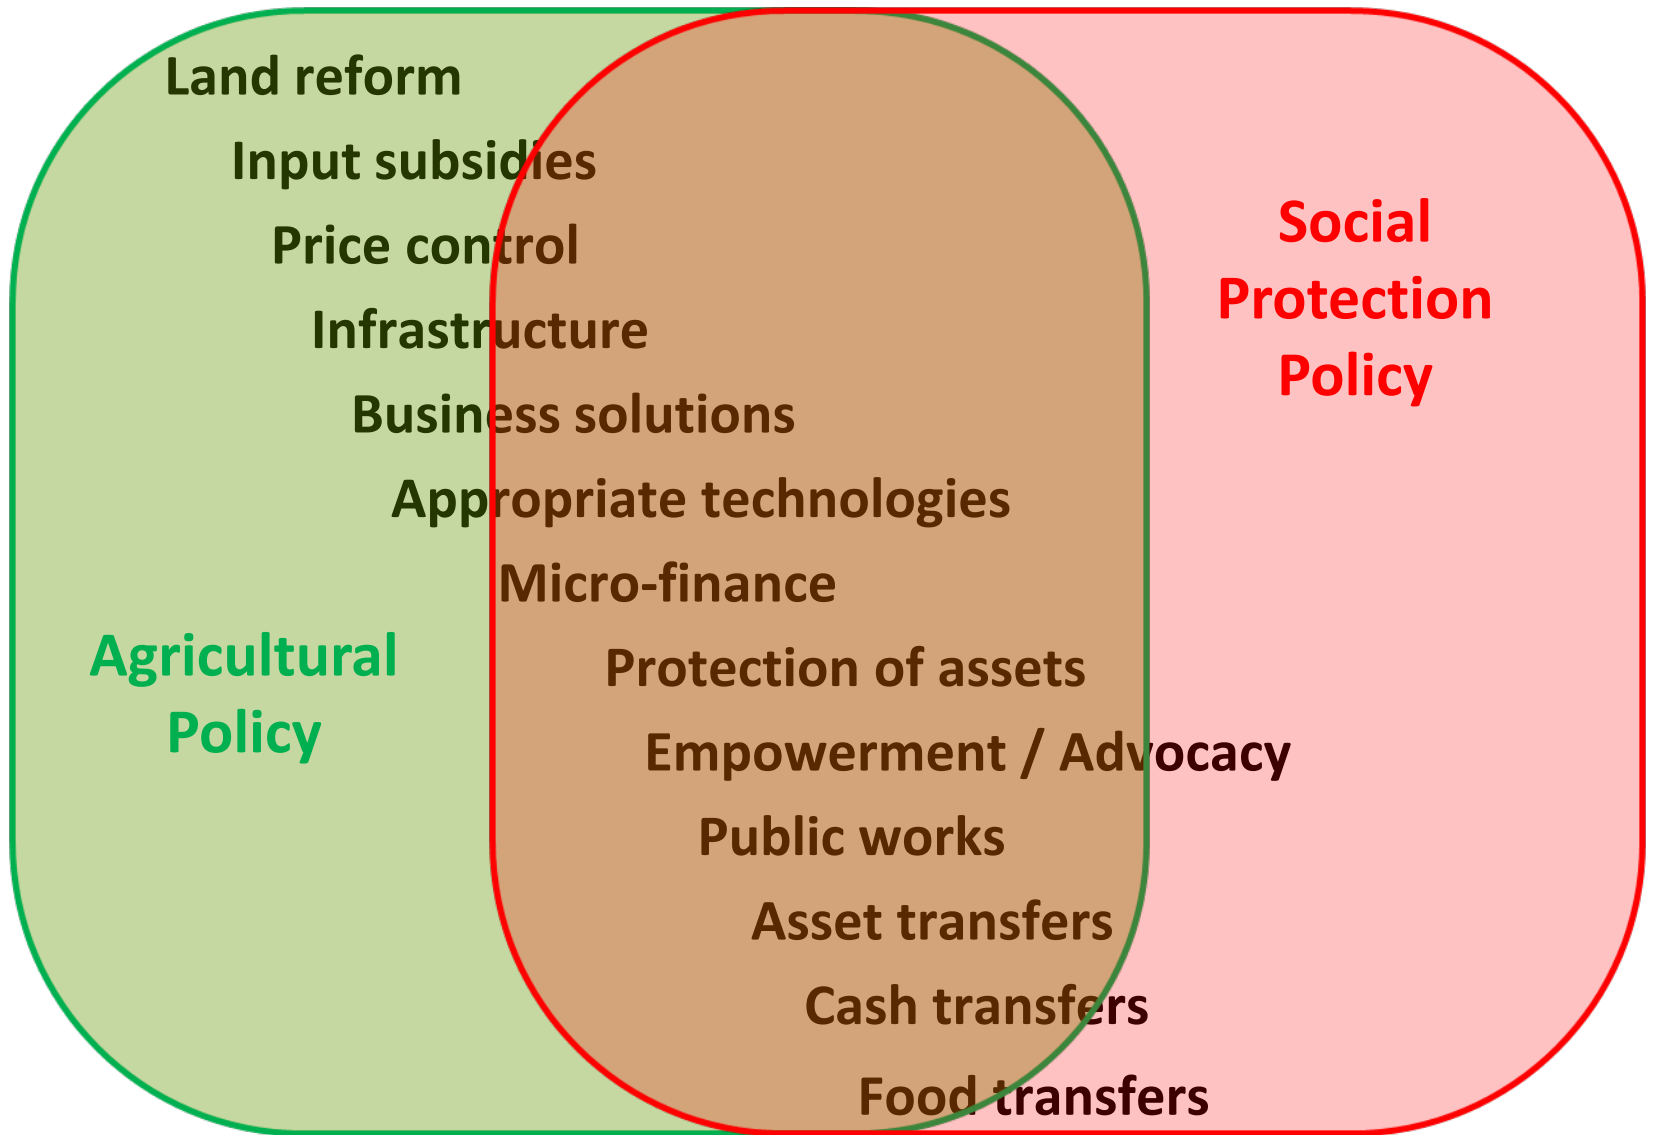 Land reform
Input subsidies
Price control
Infrastructure
Business solutions
Appropriate technologies
Micro-finance
Protection of assets
Empowerment / Advocacy
Public works
Asset transfers
Cash transfers
Food transfers
Agricultural
Policy
Social
Protection
Policy